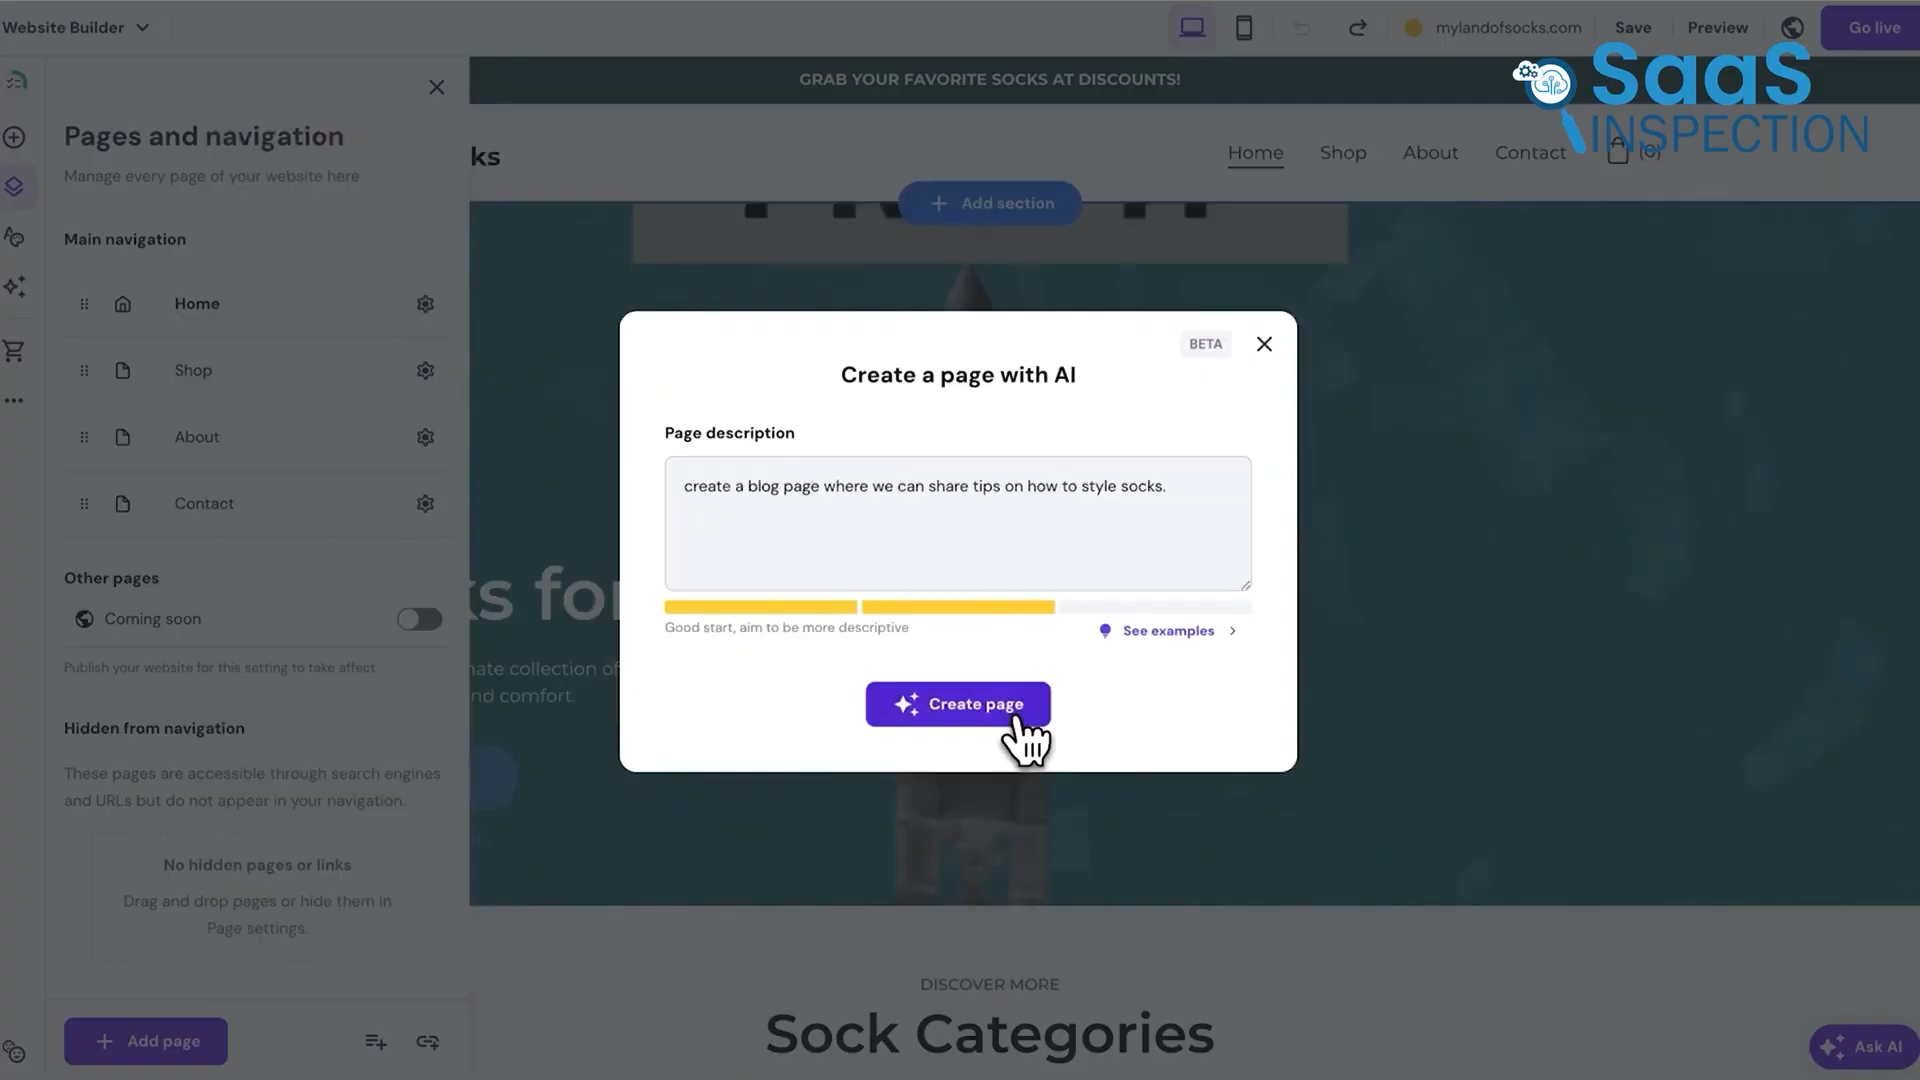 Website Builder
mylandofsocks.com
Save
Preview
Go live
SaaS
INSPECTION
GRAB YOUR FAVORITE SOCKS AT DISCOUNTS!
Pages and navigation
Manage every page of your website here
ks
Home
Shop
About
Contact
(0)
Add section
Main navigation
Home
Shop
About
Contact
Other pages
Coming soon
Publish your website for this setting to take affect
Hidden from navigation
These pages are accessible through search engines
and URLs but do not appear in your navigation.
No hidden pages or links
Drag and drop pages or hide them in
Page settings.
Add page
BETA
Create a page with AI
Page description
create a blog page where we can share tips on how to style socks.
Good start, aim to be more descriptive
See examples
Create page
ks for
collection of
nd comfort.
DISCOVER MORE
Sock Categories
Ask AI